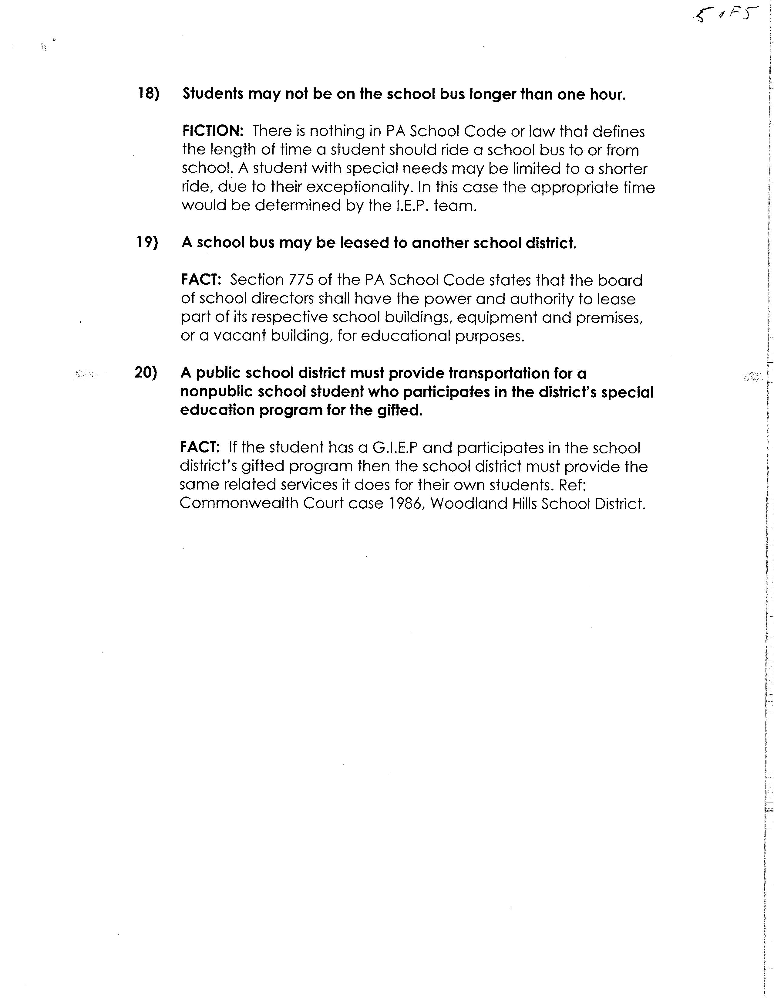 5 OF 5
18) Students may not be on the school bus longer than one hour.
FICTION: There is nothing in PA School Code or law that defines
the length of time a student should ride a school bus to or from
school. A student with special needs may be limited to a shorter
ride, due to their exceptionality. In this case the appropriate time
would be determined by the I.E.P. team.
19) A school bus may be leased to another school district.
FACT: Section 775 of the PA School Code states that the board
of school directors shall have the power and authority to lease
part of its respective school buildings, equipment and premises,
or a vacant building, for educational purposes.
20) A public school district must provide transportation for a
nonpublic school student who participates in the district's special
education program for the gifted.
FACT: If the student has a G.I.E.P and participates in the school
district's gifted program then the school district must provide the
same related services it does for their own students. Ref:
Commonwealth Court case 1986, Woodland Hills School District.